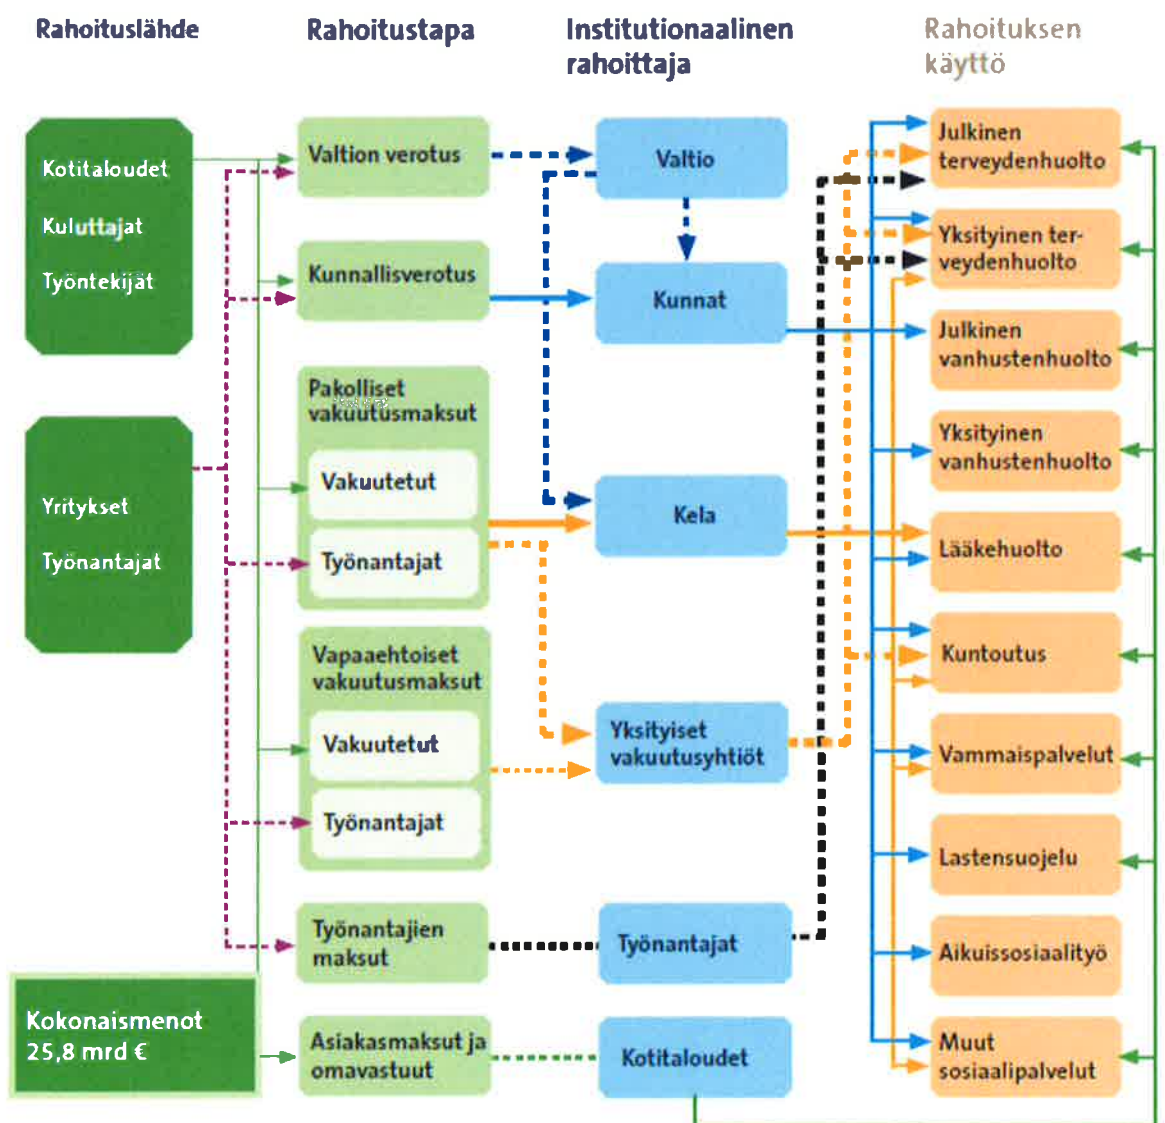 Rahoituslähde
Rahoitustapa
Institutionaalinen
rahoittaja
Rahoituksen
käyttö
Kotitaloudet
Kuluttajat
Työntekijät
Yritykset
Työnantajat
Kokonaismenot
25,8 mrd €
Valtion verotus
Kunnallisverotus
Pakolliset
vakuutusmaksut
Vakuutetut
Työnantajat
Vapaaehtoiset
vakuutusmaksut
Vakuutetut
Työnantajat
Työnantajien
maksut
Asiakasmaksut ja
omavastuut
Valtio
Kunnat
Kela
Yksityiset
vakuutusyhtiöt
Työnantajat
Kotitaloudet
Julkinen
terveydenhuolto
Yksityinen ter-
veydenhuolto
Julkinen
vanhustenhuolto
Yksityinen
vanhustenhuolto
Lääkehuolto
Kuntoutus
Vammaispalvelut
Lastensuojelu
Aikuissosiaalityö
Muut
sosiaalipalvelut